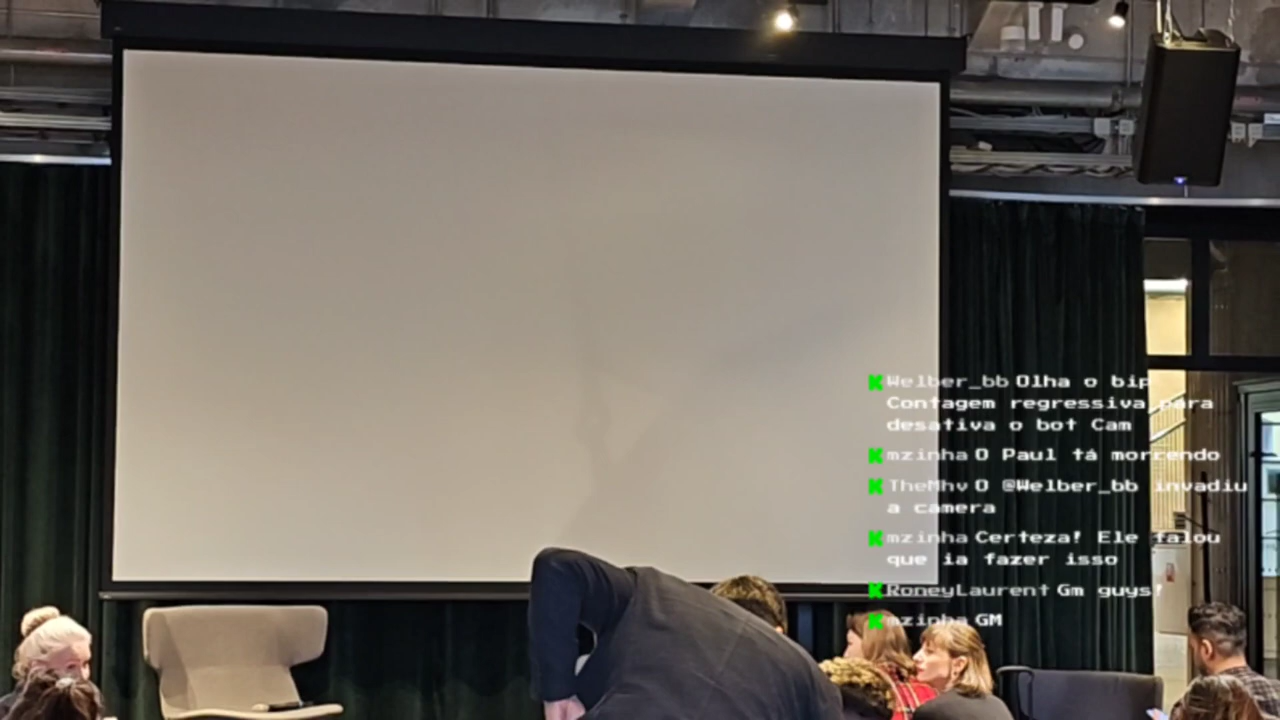 Welber_bb Olha o bip
Contagem regressiva para
desativa o bot Cam
mzinha O Paul tá morrendo
TheMhv O @Welber_bb invadiu
a camera
mzinha Certeza! Ele falou
que ia fazer isso
RoneyLaurent Gm guys!
mzinha GM